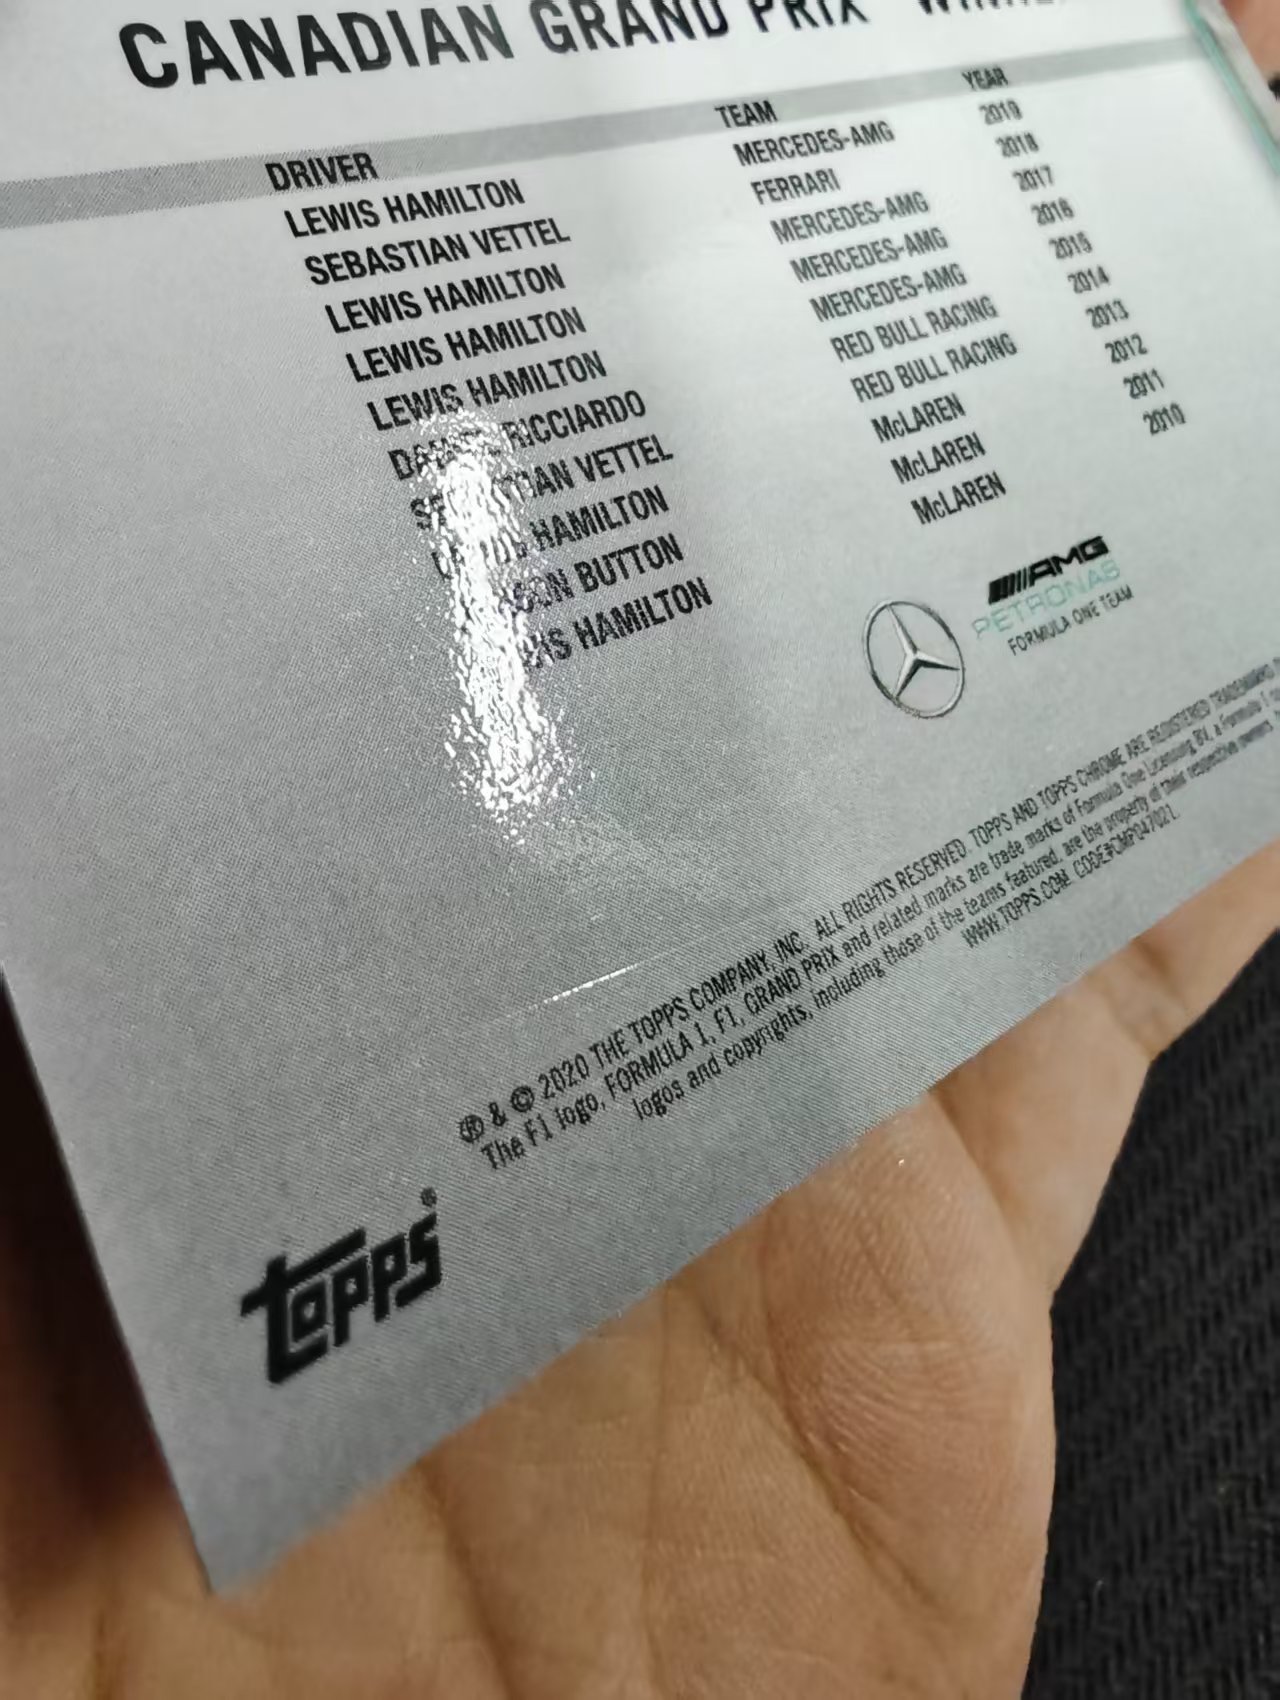 CANADIAN GRAND PRIX
DRIVER TEAM YEAR
LEWIS HAMILTON MERCEDES-AMG 2019
SEBASTIAN VETTEL FERRARI 2018
LEWIS HAMILTON MERCEDES-AMG 2017
LEWIS HAMILTON MERCEDES-AMG 2016
LEWIS HAMILTON MERCEDES-AMG 2015
RICCIARDO RED BULL RACING 2014
VETTEL RED BULL RACING 2013
HAMILTON McLAREN 2012
BUTTON McLAREN 2011
HAMILTON McLAREN 2010
AMG
PETRONAS
FORMULA ONE TEAM
® & © 2020 THE TOPPS COMPANY, INC. ALL RIGHTS RESERVED. TOPPS AND TOPPS CHROME ARE REGISTERED TRADEMARKS
The F1 logo, FORMULA 1, F1, GRAND PRIX and related marks are trade marks of Formula One Licensing BV, a Formula 1
logos and copyrights, including those of the teams featured, are the property of their respective owners.
WWW.TOPPS.COM. CODE#CMP047021.
topps®